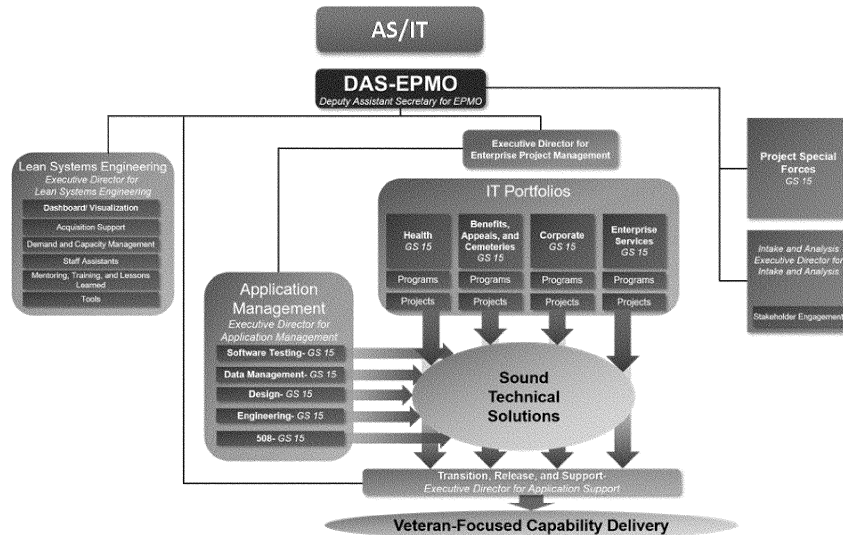 AS/IT
DAS-EPMO
Deputy Assistant Secretary for EPMO
Executive Director for
Enterprise Project Management
Lean Systems Engineering
Executive Director for
Lean Systems Engineering
Dashboard/ Visualization
Acquisition Support
Demand and Capacity Management
Staff Assistants
Mentoring, Training, and Lessons
Learned
Tools
IT Portfolios
Health
GS 15
Programs
Projects
Benefits,
Appeals, and
Cemeteries
GS 15
Programs
Projects
Corporate
GS 15
Programs
Projects
Enterprise
Services
GS 15
Programs
Projects
Project Special
Forces
GS 15
Intake and Analysis
Executive Director for
Intake and Analysis
Stakeholder Engagement
Application
Management
Executive Director for
Application Management
Software Testing- GS 15
Data Management- GS 15
Design- GS 15
Engineering- GS 15
508- GS 15
Sound
Technical
Solutions
Transition, Release, and Support-
Executive Director for Application Support
Veteran-Focused Capability Delivery